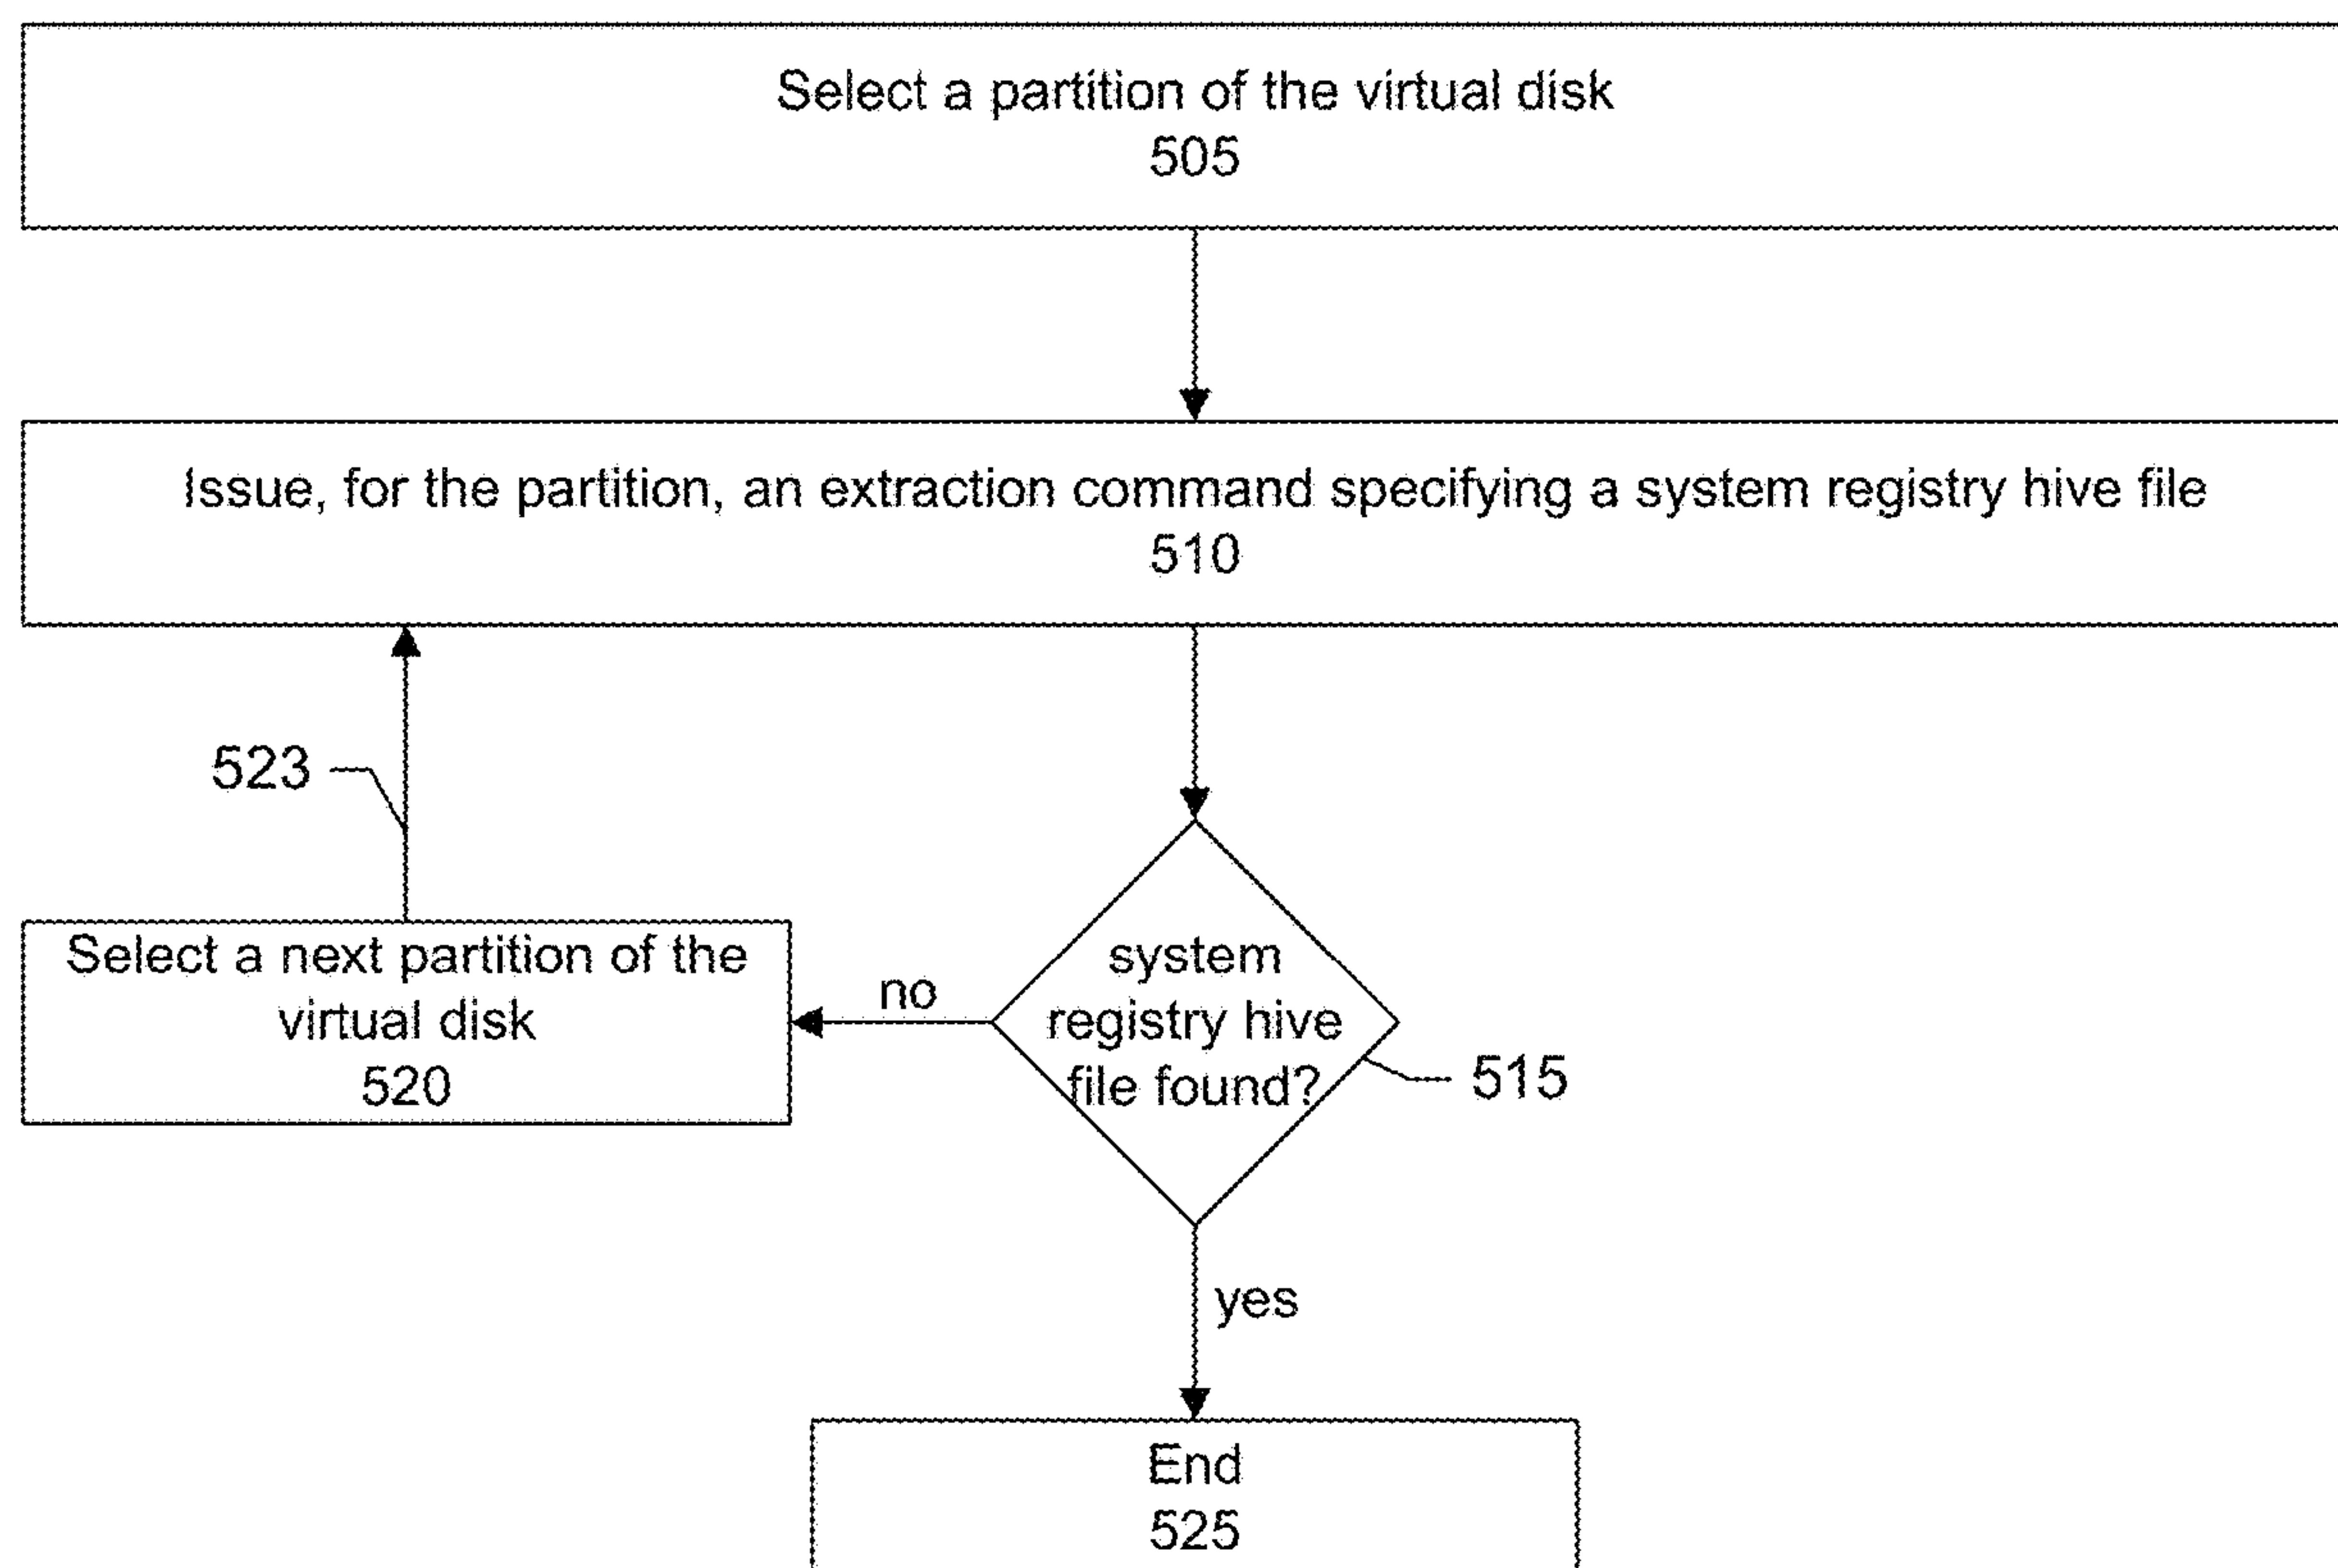 Select a partition of the virtual disk
505
Issue, for the partition, an extraction command specifying a system registry hive file
510
523
Select a next partition of the
virtual disk
520
no
system
registry hive
file found?
515
yes
End
525